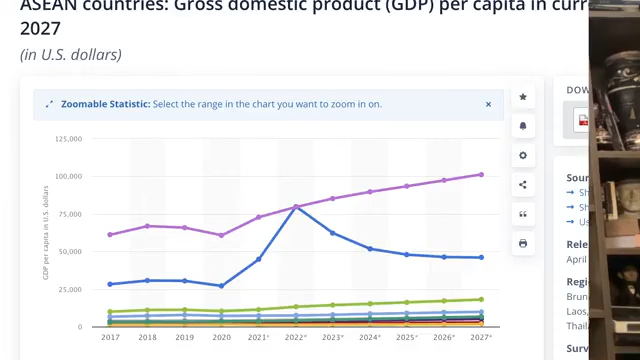 ASEAN countries: Gross domestic product (GDP) per capita in curr
2027
(in U.S. dollars)
Zoomable Statistic: Select the range in the chart you want to zoom in on. ×
DOW
125,000
100,000
75,000
50,000
25,000
0
GDP per capita in U.S. dollars
2017 2018 2019 2020 2021* 2022* 2023* 2024* 2025* 2026* 2027*
Sour
→ Sh
→ Sh
→ Us
Rele
April
Regi
Brun
Laos,
Thaila
Surv